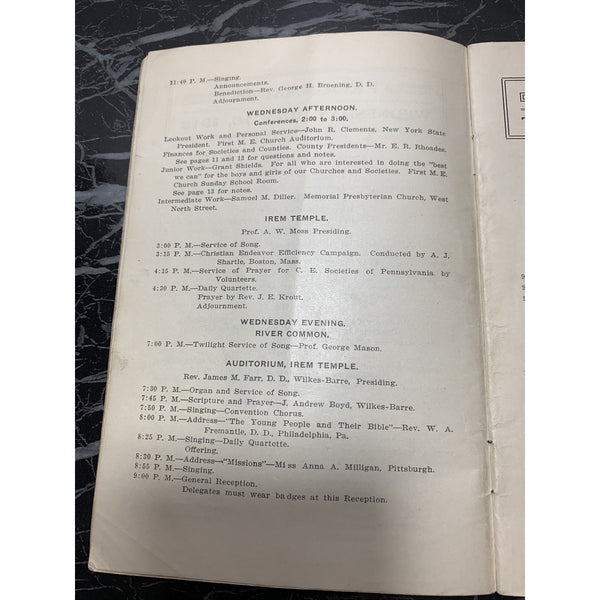 11:40 P. M.—Singing.
Announcements.
Benediction—Rev. George H. Broening, D. D.
Adjournment.
WEDNESDAY AFTERNOON.
Conferences, 2:00 to 3:00.
Lookout Work and Personal Service—John R. Clements, New York State
President. First M. E. Church Auditorium.
Finances for Societies and Counties. County Presidents—Mr. E. R. Rhoades.
See pages 11 and 12 for questions and notes.
Junior Work—Grant Shields. For all who are interested in doing the "best
we can" for the boys and girls of our Churches and Societies. First M. E.
Church Sunday School Room.
See page 13 for notes.
Intermediate Work—Samuel M. Diller. Memorial Presbyterian Church, West
North Street.
IREM TEMPLE.
Prof. A. W. Moss Presiding.
3:00 P. M.—Service of Song.
3:15 P. M.—Christian Endeavor Efficiency Campaign. Conducted by A. J.
Shartle, Boston, Mass.
4:15 P. M.—Service of Prayer for C. E. Societies of Pennsylvania by
Volunteers.
4:30 P. M.—Daily Quartette.
Prayer by Rev. J. E. Krout.
Adjournment.
WEDNESDAY EVENING.
RIVER COMMON.
7:00 P. M.—Twilight Service of Song—Prof. George Mason.
AUDITORIUM, IREM TEMPLE.
Rev. James M. Farr, D. D., Wilkes-Barre, Presiding.
7:30 P. M.—Organ and Service of Song.
7:45 P. M.—Scripture and Prayer—J. Andrew Boyd, Wilkes-Barre.
7:50 P. M.—Singing—Convention Chorus.
8:00 P. M.—Address—"The Young People and Their Bible"—Rev. W. A.
Fremantle, D. D., Philadelphia, Pa.
8:25 P. M.—Singing—Daily Quartette.
Offering.
8:30 P. M.—Address—"Missions"—Miss Anna A. Milligan, Pittsburgh.
8:55 P. M.—Singing.
9:00 P. M.—General Reception.
Delegates must wear badges at this Reception.